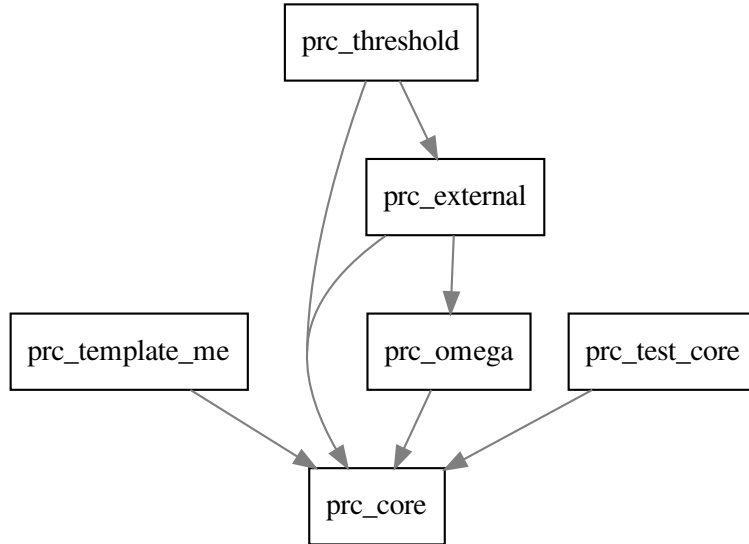 prc_threshold
prc_external
prc_template_me
prc_omega
prc_test_core
prc_core